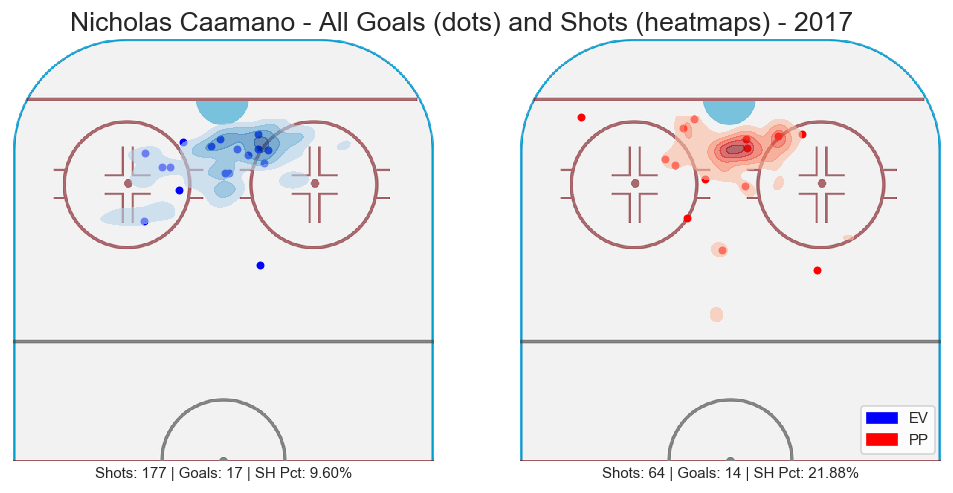 Nicholas Caamano - All Goals (dots) and Shots (heatmaps) - 2017
EV
PP
Shots: 177 | Goals: 17 | SH Pct: 9.60%
Shots: 64 | Goals: 14 | SH Pct: 21.88%